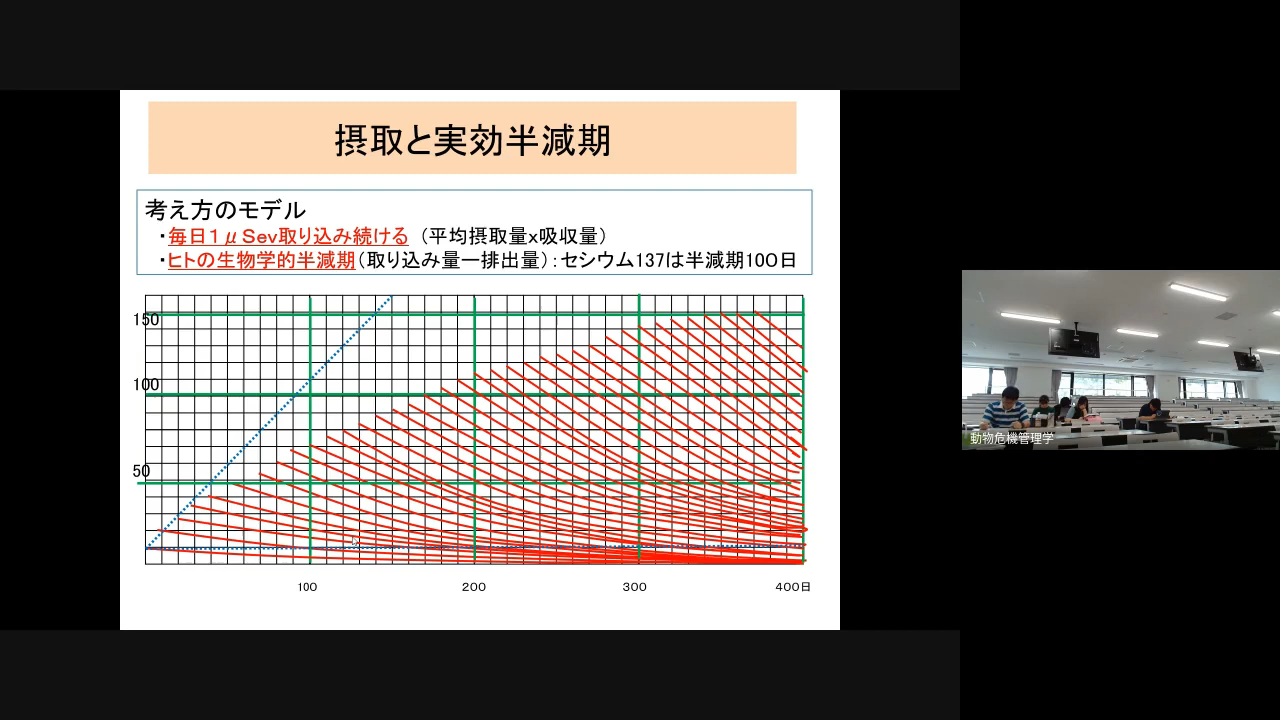 摂取と実効半減期
考え方のモデル
・毎日１μSev取り込み続ける （平均摂取量x吸収量）
・ヒトの生物学的半減期（取り込み量ー排出量）：セシウム137は半減期100日
150
100
50
100
200
300
400日
動物危機管理学